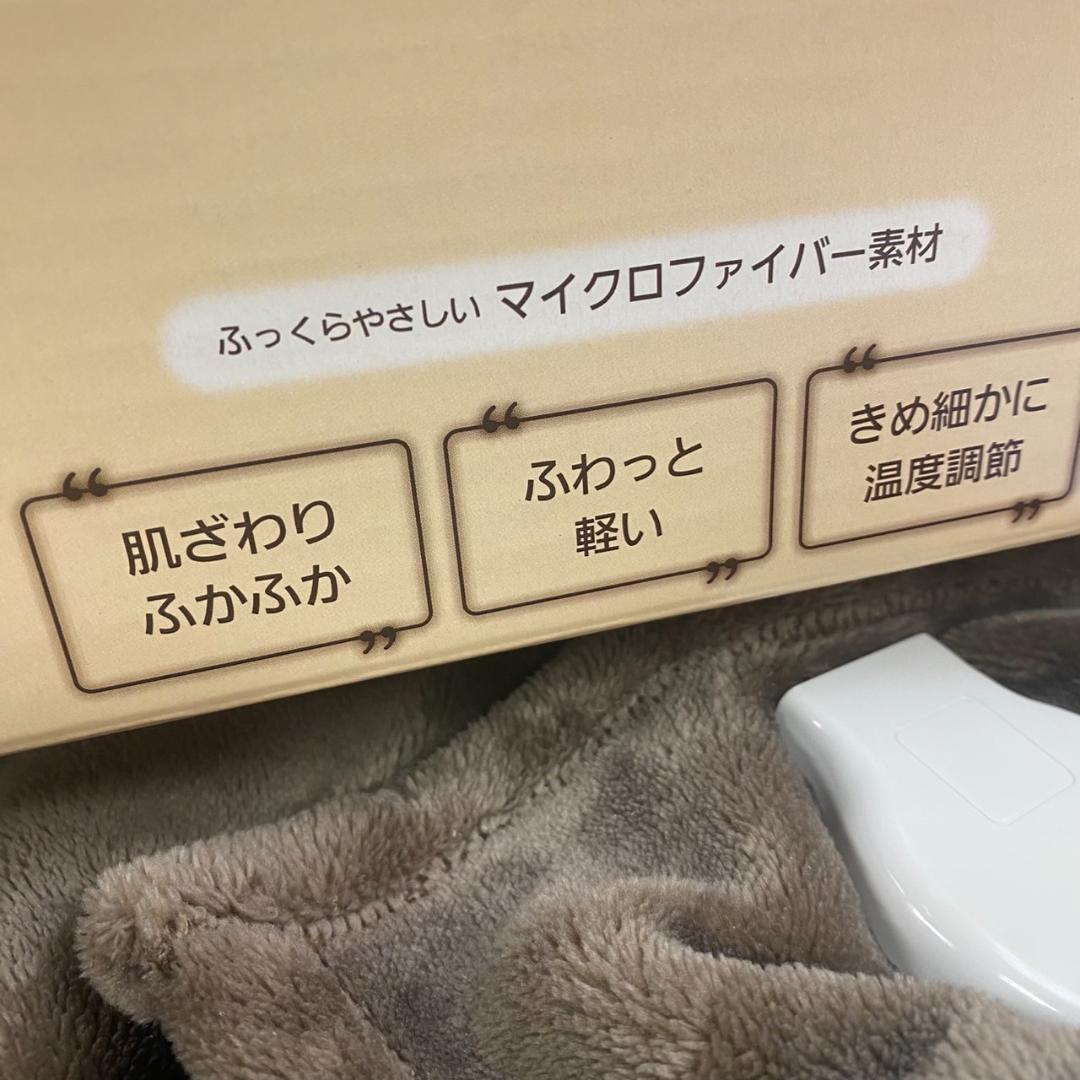 ふっくらやさしい マイクロファイバー素材
肌ざわり
ふかふか
ふわっと
軽い
きめ細かに
温度調節